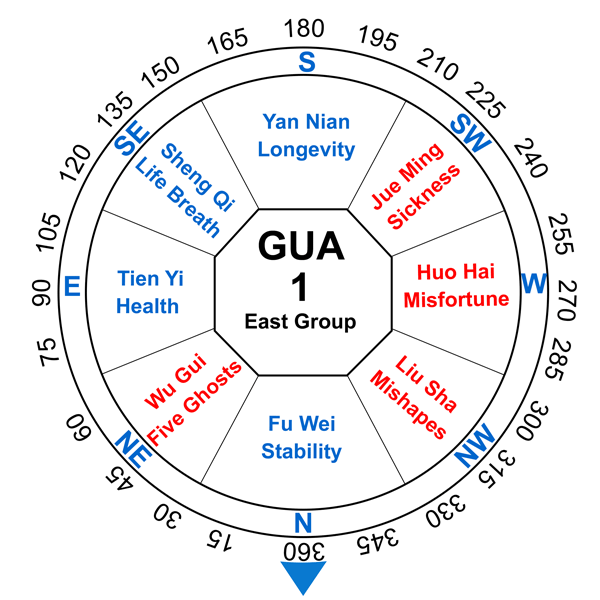 180
195
210
225
240
255
270
285
300
315
330
345
360
15
30
45
60
75
90
105
120
135
150
165
S
SW
W
NW
N
NE
E
SE
Yan Nian
Longevity
Jue Ming
Sickness
Huo Hai
Misfortune
Liu Sha
Mishapes
Fu Wei
Stability
Wu Gui
Five Ghosts
Tien Yi
Health
Sheng Qi
Life Breath
GUA
1
East Group